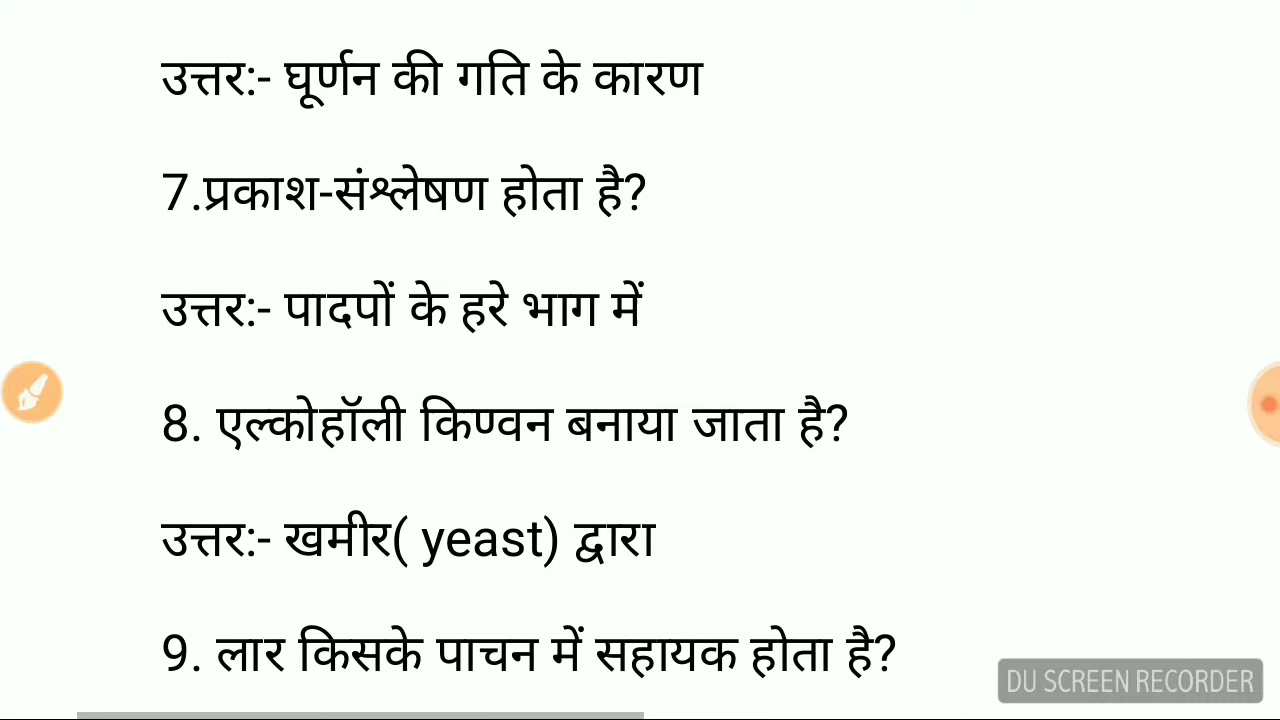 उत्तर:- घूर्णन की गति के कारण
7.प्रकाश-संश्लेषण होता है?
उत्तर:- पादपों के हरे भाग में
8. एल्कोहॉली किण्वन बनाया जाता है?
उत्तर:- खमीर( yeast) द्वारा
9. लार किसके पाचन में सहायक होता है?
DU SCREEN RECORDER